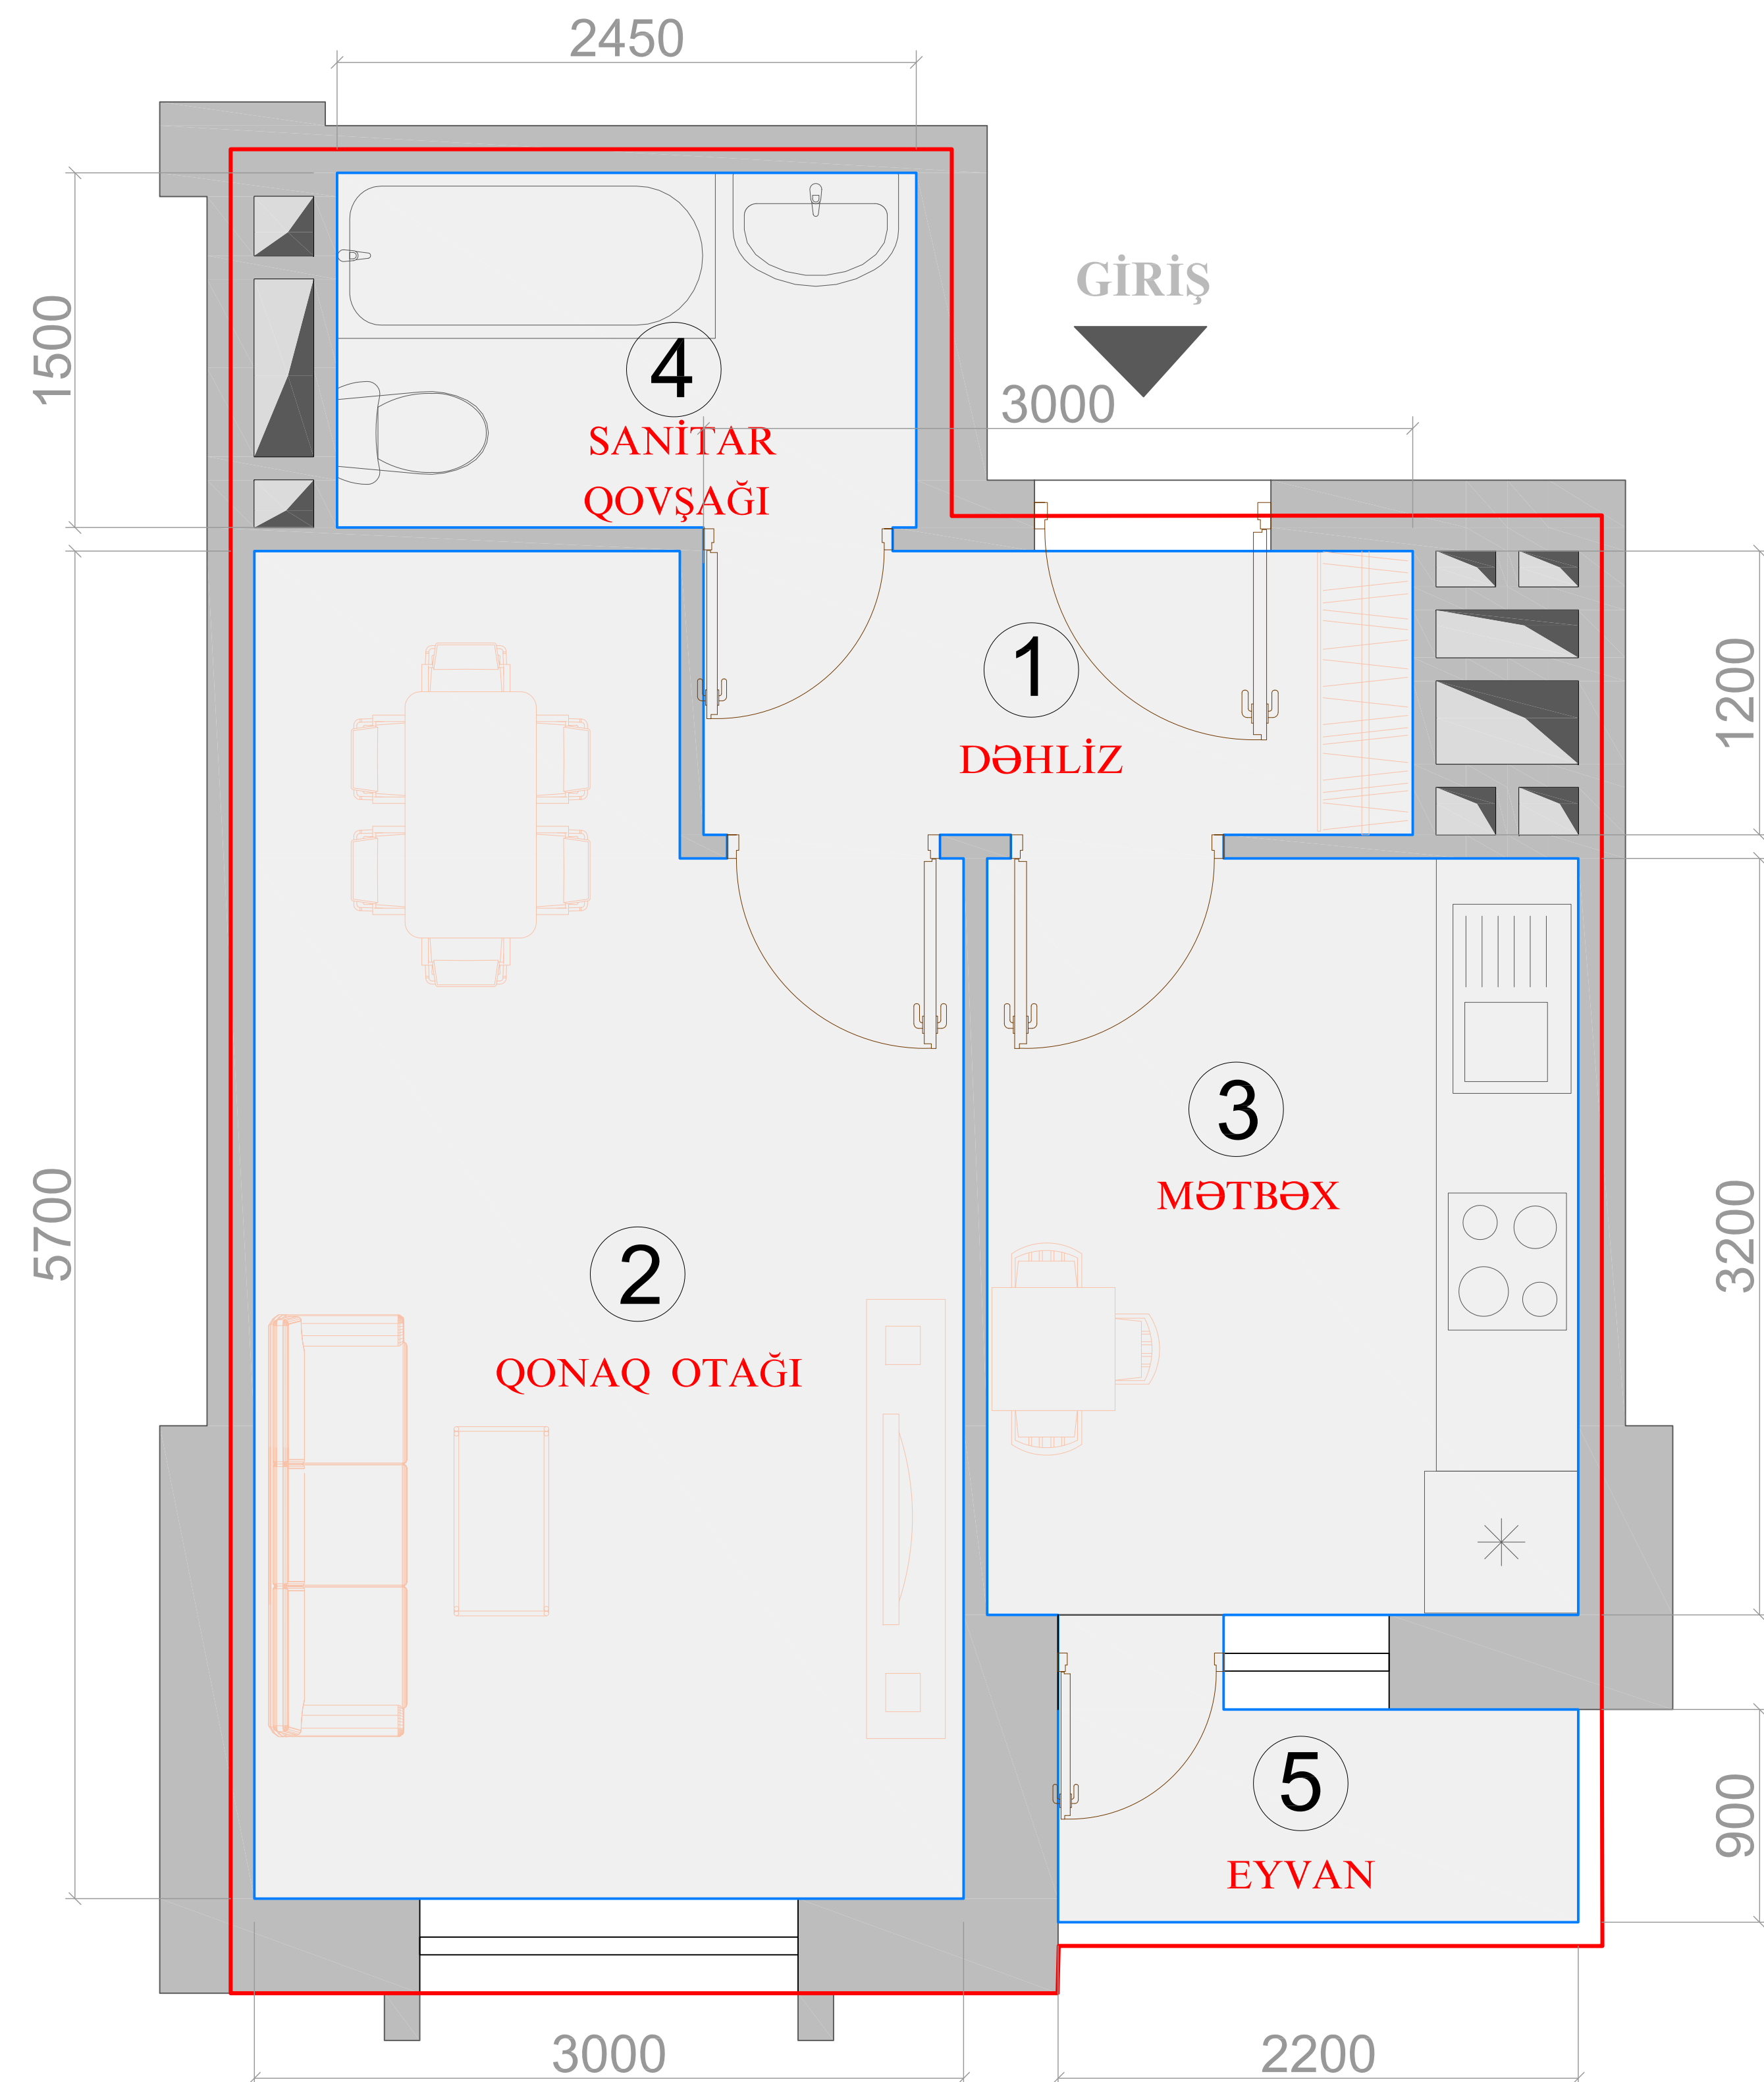 2450
GİRİŞ
1500
4
3000
SANİTAR
QOVŞAĞI
1
1200
DƏHLİZ
3
MƏTBƏX
5700
3200
2
QONAQ OTAĞI
5
900
EYVAN
3000
2200